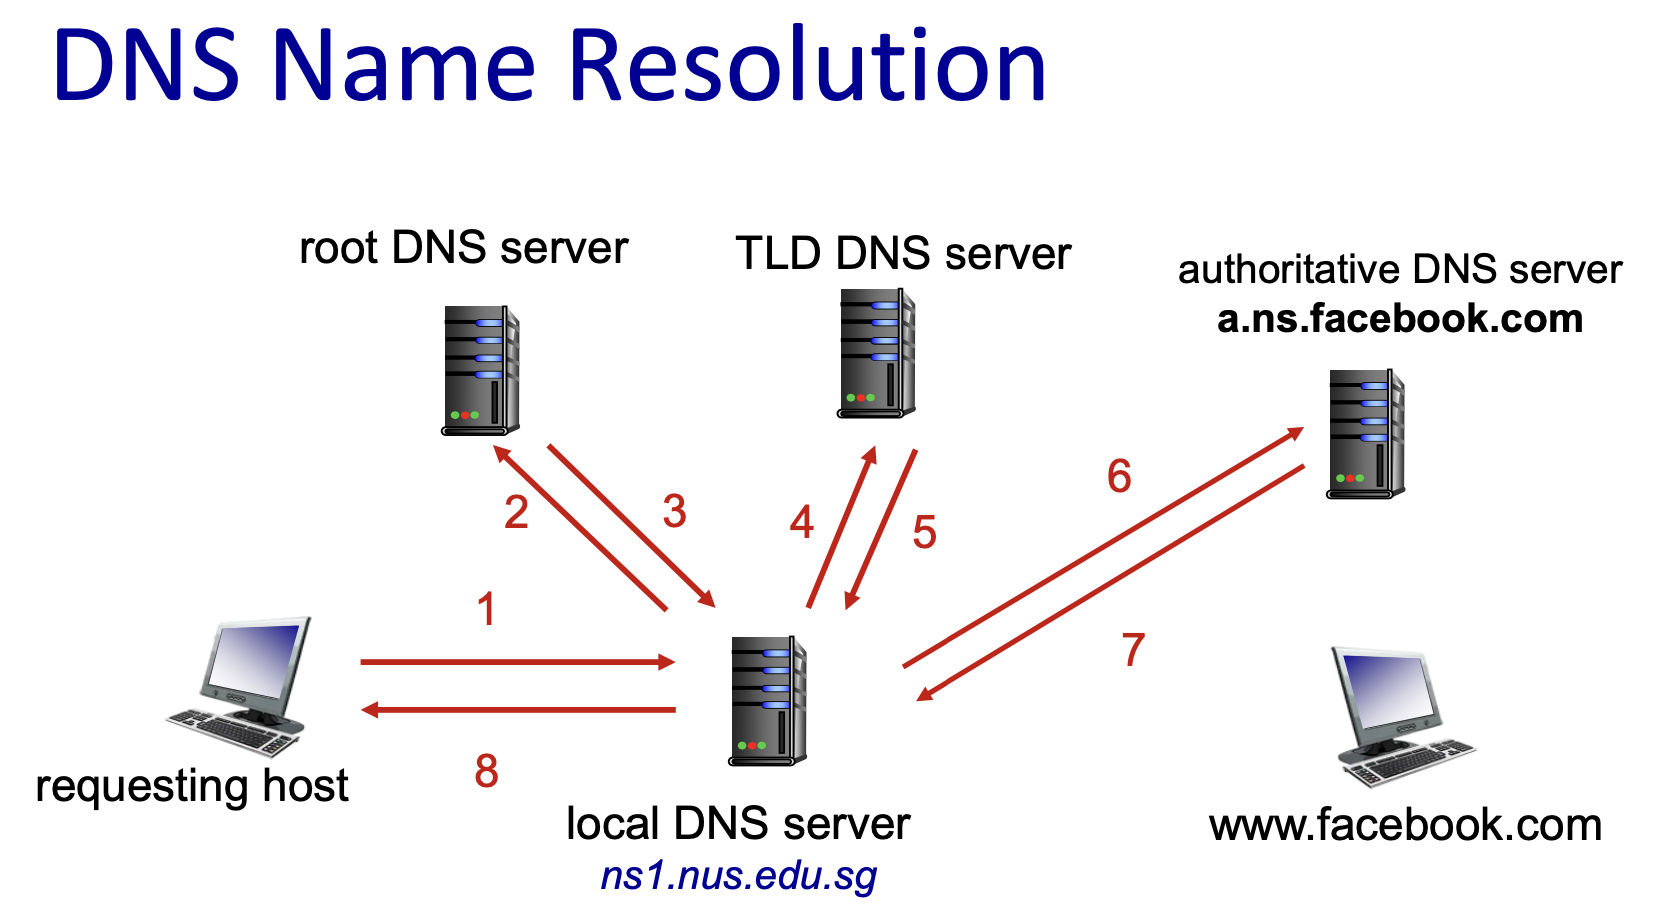 DNS Name Resolution
root DNS server
TLD DNS server
authoritative DNS server
a.ns.facebook.com
2
3
4
5
6
1
7
8
requesting host
local DNS server
ns1.nus.edu.sg
www.facebook.com